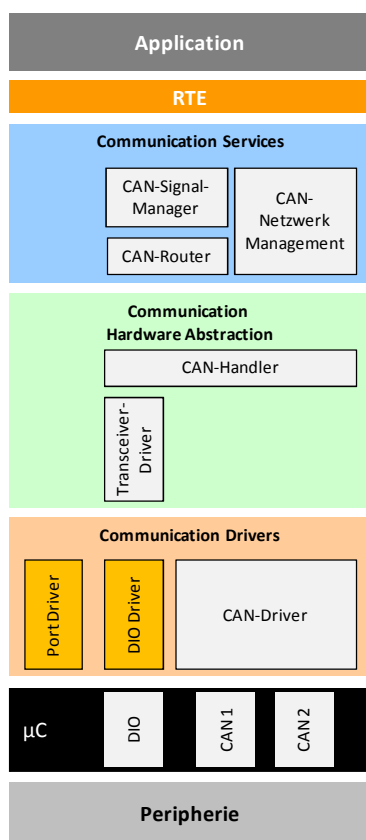 Application
RTE
Communication Services
CAN-Signal-
Manager
CAN-
Netzwerk
Management
CAN-Router
Communication
Hardware Abstraction
CAN-Handler
Transceiver-
Driver
Communication Drivers
Port Driver
DIO Driver
CAN-Driver
µC
DIO
CAN 1
CAN 2
Peripherie